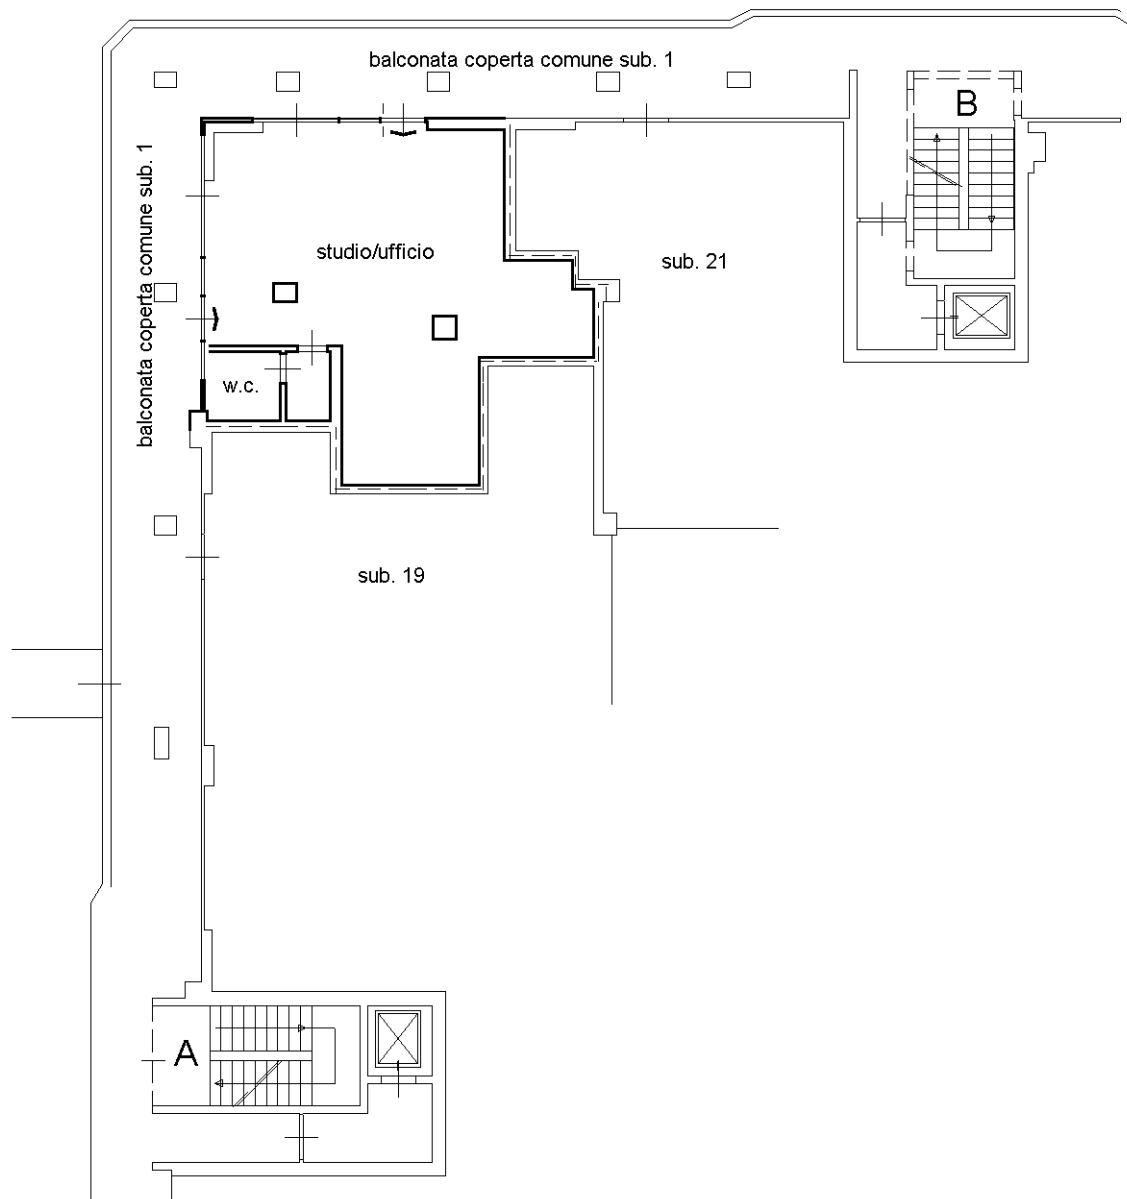 balconata coperta comune sub. 1
B
balconata coperta comune sub. 1
studio/ufficio
sub. 21
w.c.
sub. 19
A